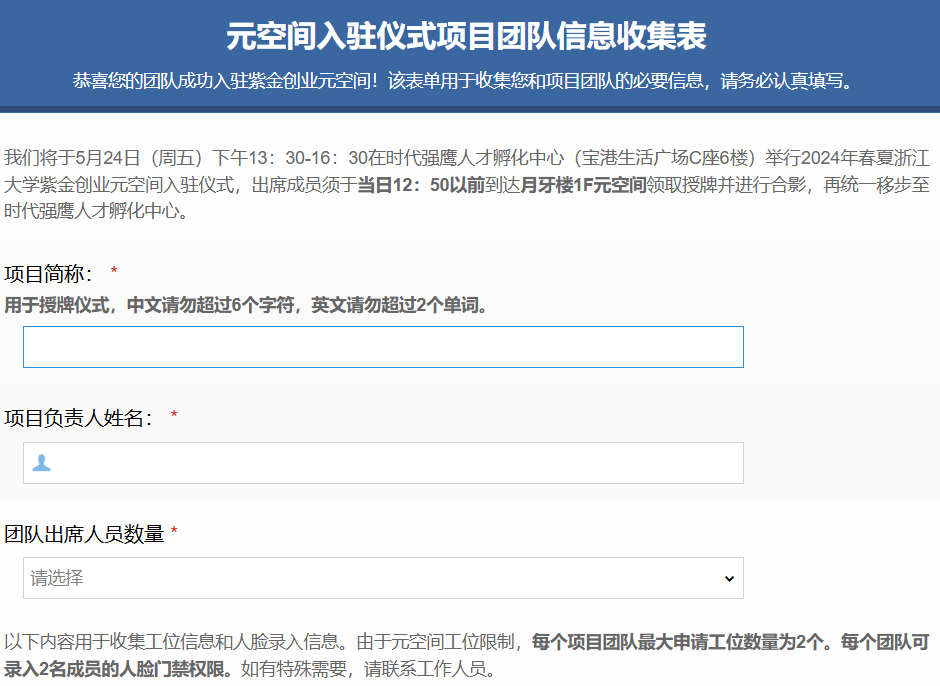 元空间入驻仪式项目团队信息收集表
恭喜您的团队成功入驻紫金创业元空间！该表单用于收集您和项目团队的必要信息，请务必认真填写。
我们将于5月24日（周五）下午13：30-16：30在时代强鹰人才孵化中心（宝港生活广场C座6楼）举行2024年春夏浙江
大学紫金创业元空间入驻仪式，出席成员须于当日12：50以前到达月牙楼1F元空间领取授牌并进行合影，再统一移步至
时代强鹰人才孵化中心。
项目简称： *
用于授牌仪式，中文请勿超过6个字符，英文请勿超过2个单词。
项目负责人姓名： *
团队出席人员数量 *
请选择
以下内容用于收集工位信息和人脸录入信息。由于元空间工位限制，每个项目团队最大申请工位数量为2个。每个团队可
录入2名成员的人脸门禁权限。如有特殊需要，请联系工作人员。